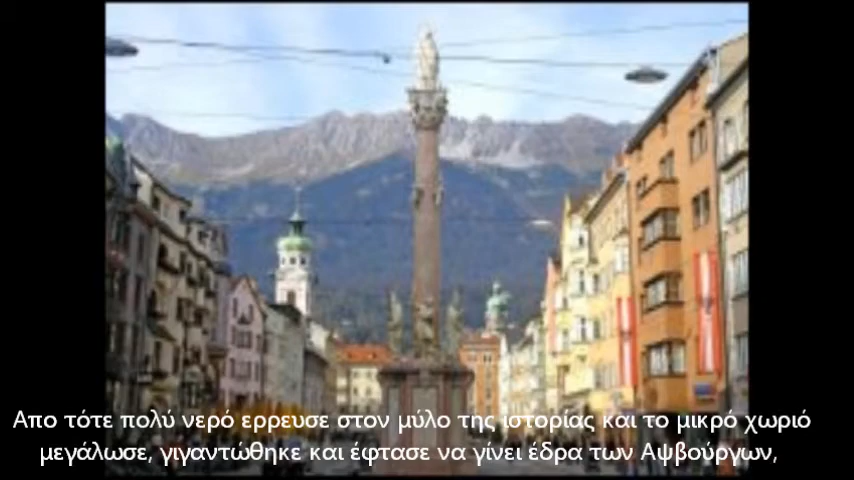 Απο τότε πολύ νερό ερρευσε στον μύλο της ιστορίας και το μικρό χωριό
μεγάλωσε, γιγαντώθηκε και έφτασε να γίνει έδρα των Αψβούργων,